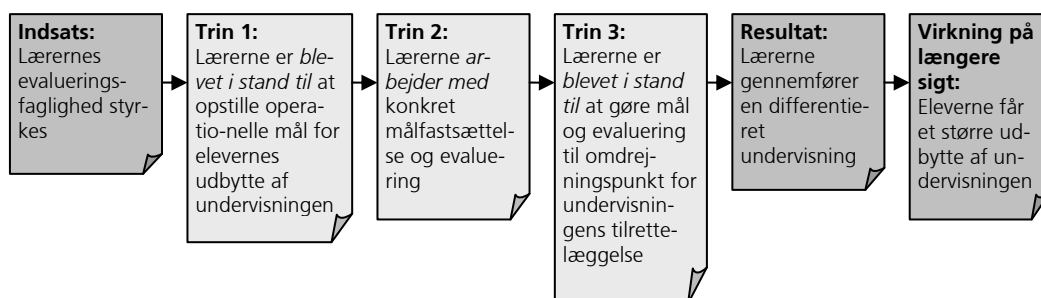 Indsats:
Lærernes
evaluerings-
faglighed styr-
kes
Trin 1:
Lærerne er ble-
vet i stand til at
opstille opera-
tio-nelle mål for
elevernes
udbytte af
undervisningen
Trin 2:
Lærerne ar-
bejder med
konkret
målfastsættel-
se og evalue-
ring
Trin 3:
Lærerne er
blevet i stand
til at gøre mål
og evaluering
til omdrej-
ningspunkt for
undervisnin-
gens tilrette-
læggelse
Resultat:
Lærerne
gennemfører
en differentie-
ret
undervisning
Virkning på
længere
sigt:
Eleverne får
et større ud-
bytte af un-
dervisningen